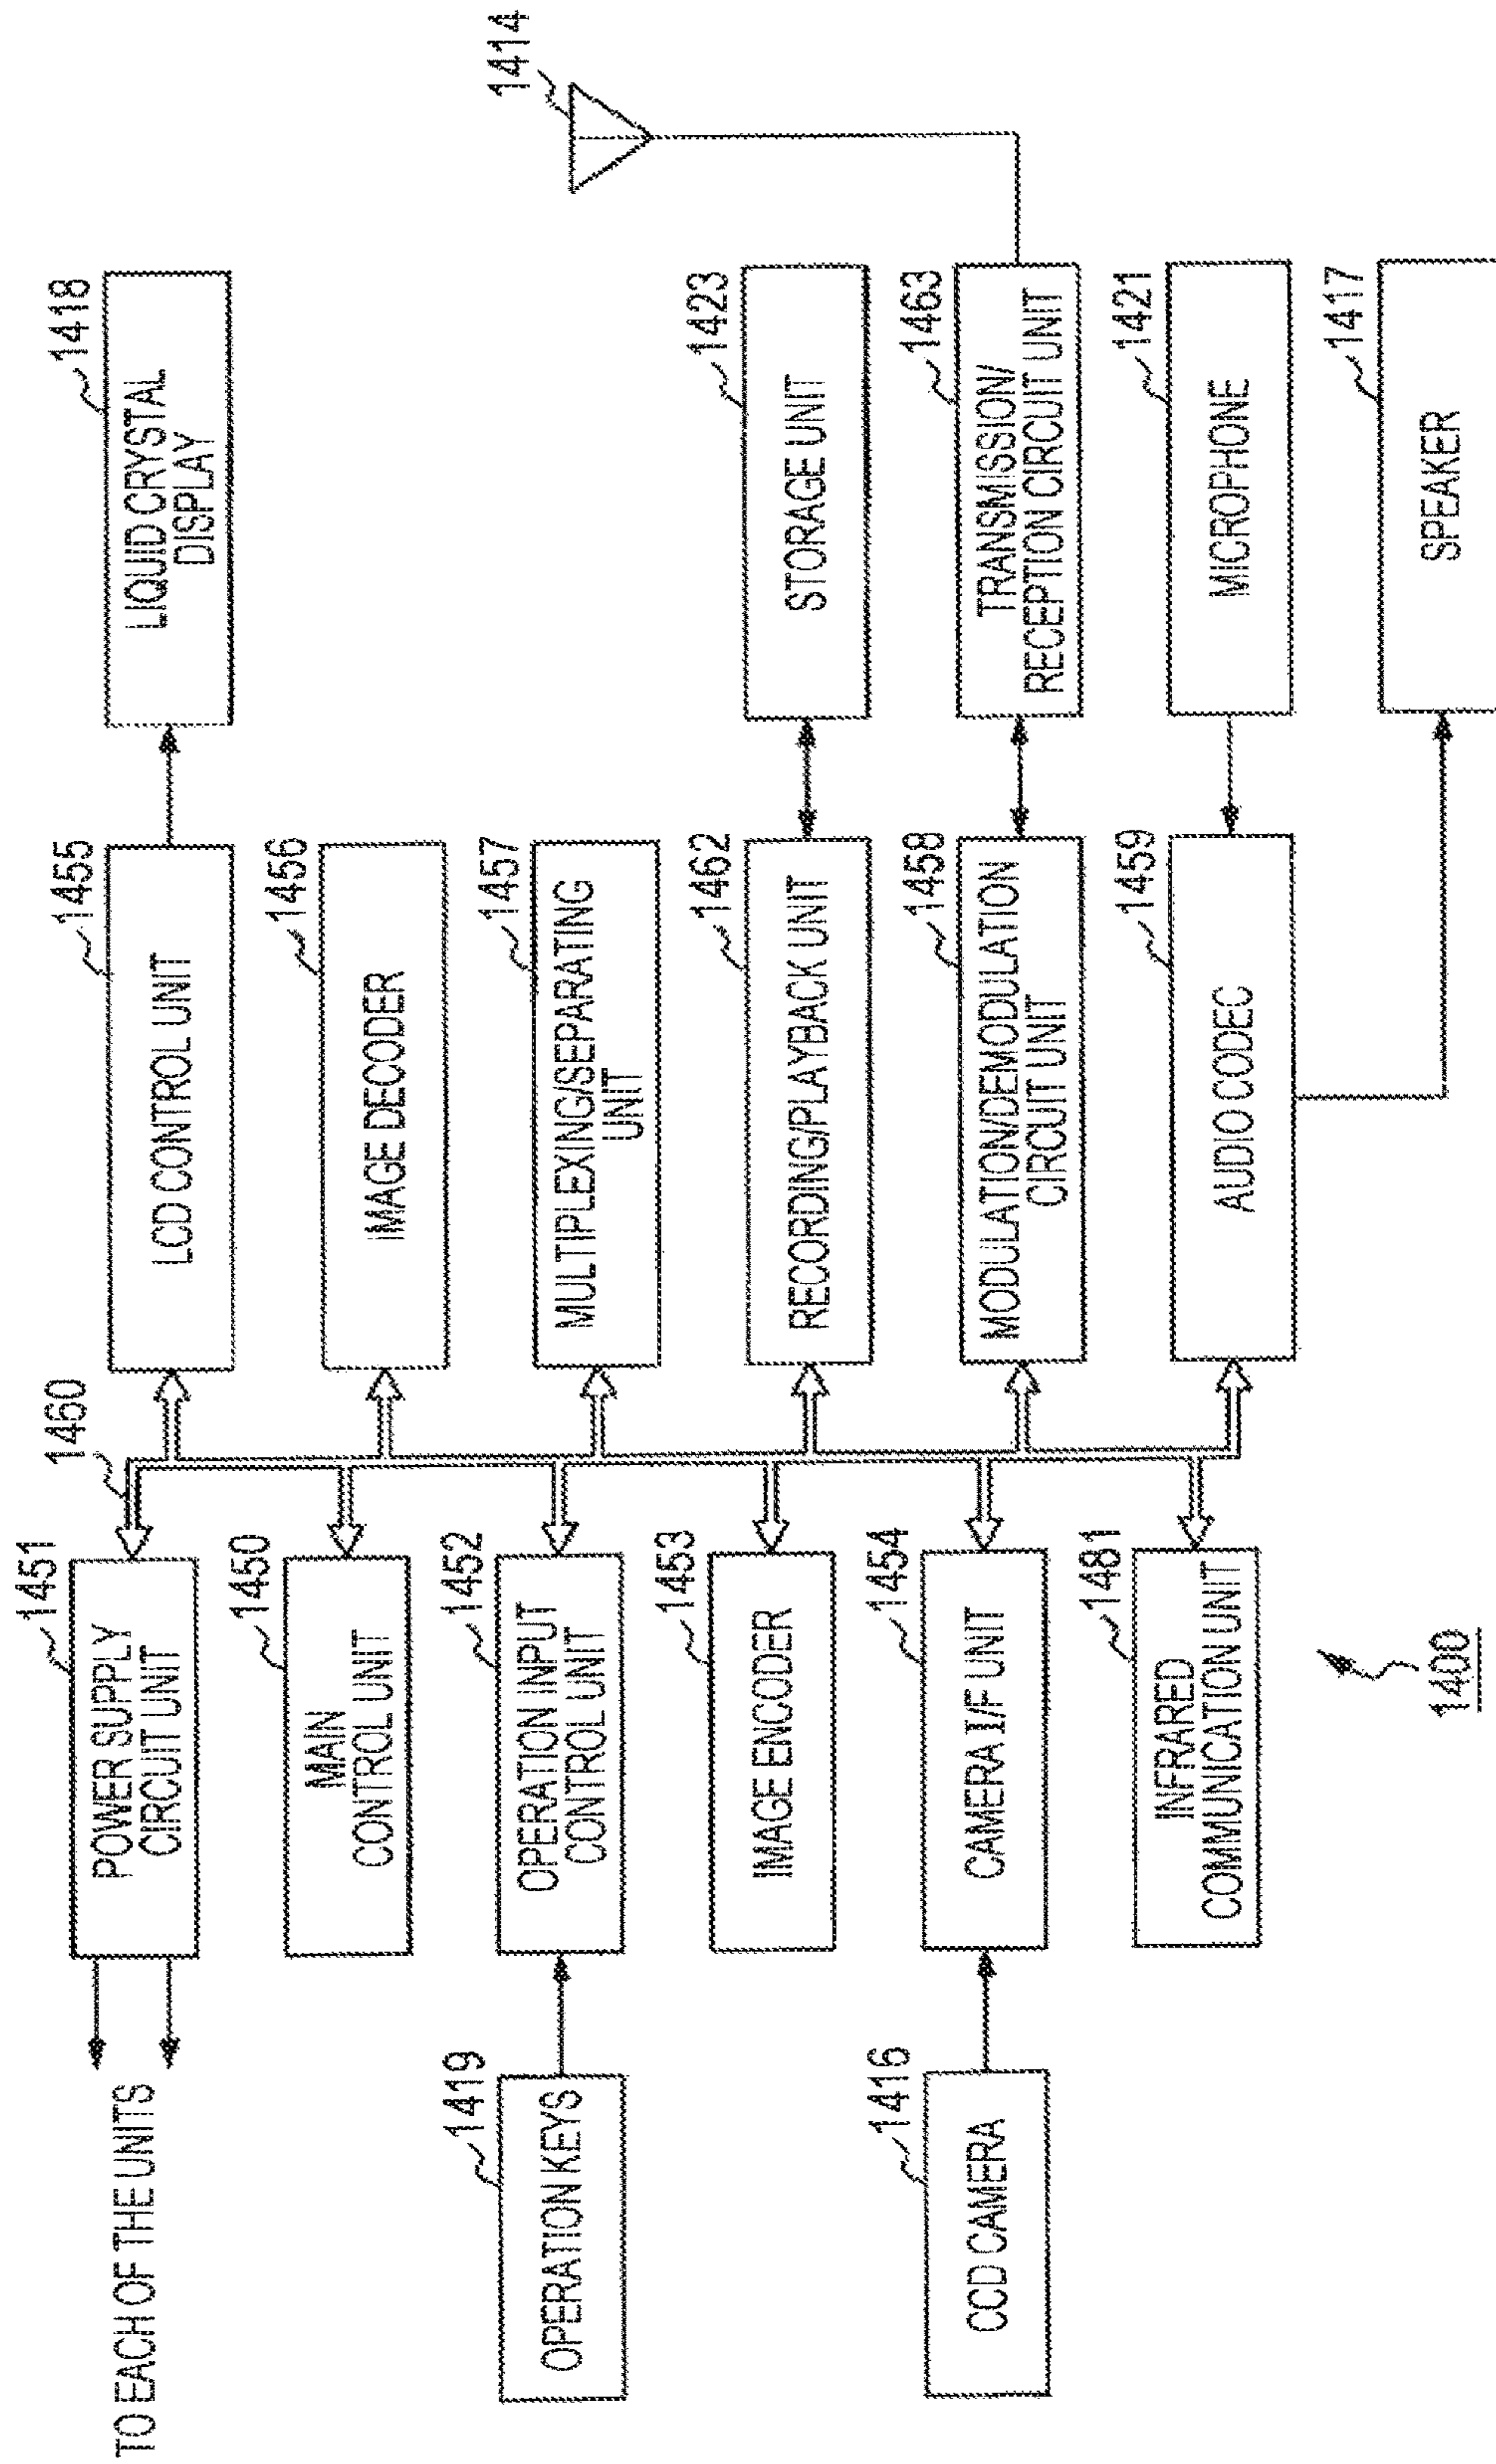 1451
POWER SUPPLY
CIRCUIT UNIT
TO EACH OF THE UNITS
1460
1455
LCD CONTROL UNIT
1418
LIQUID CRYSTAL
DISPLAY
1450
MAIN
CONTROL UNIT
1456
IMAGE DECODER
1419
OPERATION KEYS
1452
OPERATION INPUT
CONTROL UNIT
1457
MULTIPLEXING/SEPARATING
UNIT
1414
1453
IMAGE ENCODER
1462
RECORDING/PLAYBACK UNIT
1423
STORAGE UNIT
1416
CCD CAMERA
1454
CAMERA I/F UNIT
1458
MODULATION/DEMODULATION
CIRCUIT UNIT
1463
TRANSMISSION/
RECEPTION CIRCUIT UNIT
1481
INFRARED
COMMUNICATION UNIT
1459
AUDIO CODEC
1421
MICROPHONE
1417
SPEAKER
1400